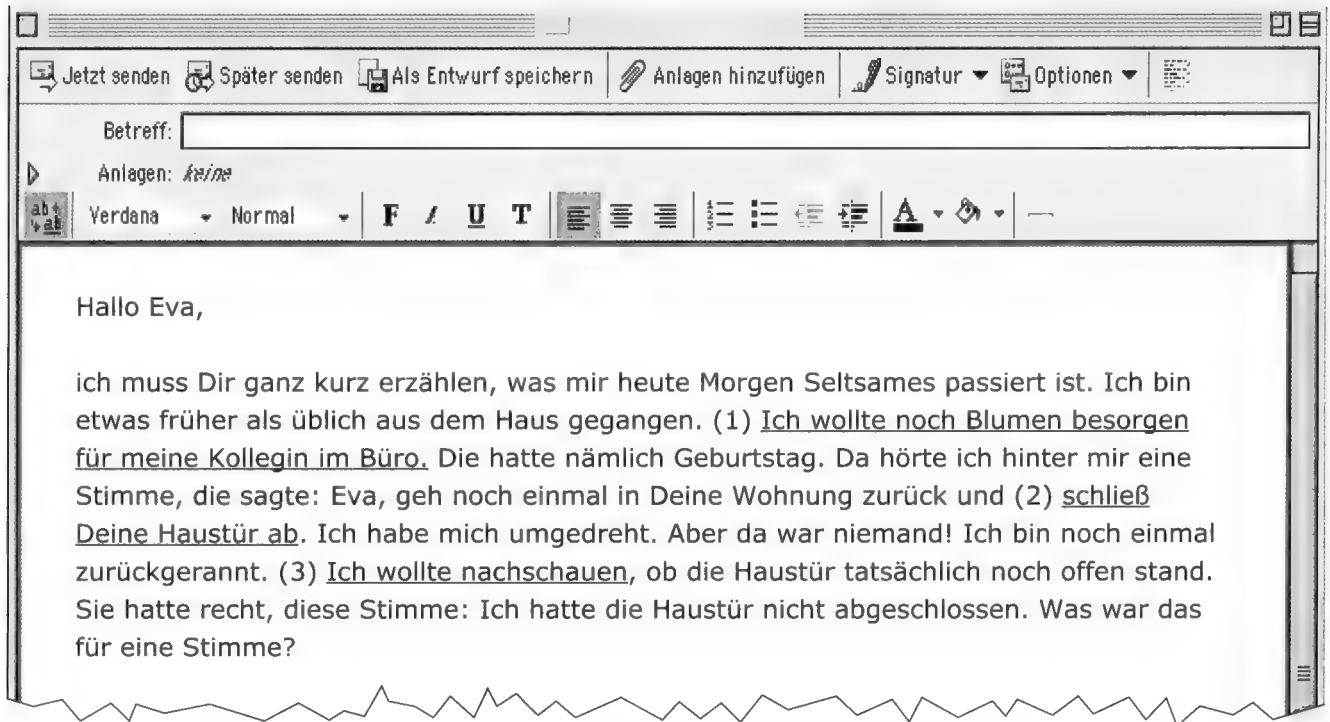 Jetzt senden Später senden Als Entwurf speichern Anlagen hinzufügen Signatur Optionen
Betreff:
Anlagen: keine
Verdana Normal F I U T A
Hallo Eva,
ich muss Dir ganz kurz erzählen, was mir heute Morgen Seltsames passiert ist. Ich bin
etwas früher als üblich aus dem Haus gegangen. (1) Ich wollte noch Blumen besorgen
für meine Kollegin im Büro. Die hatte nämlich Geburtstag. Da hörte ich hinter mir eine
Stimme, die sagte: Eva, geh noch einmal in Deine Wohnung zurück und (2) schließ
Deine Haustür ab. Ich habe mich umgedreht. Aber da war niemand! Ich bin noch einmal
zurückgerannt. (3) Ich wollte nachschauen, ob die Haustür tatsächlich noch offen stand.
Sie hatte recht, diese Stimme: Ich hatte die Haustür nicht abgeschlossen. Was war das
für eine Stimme?